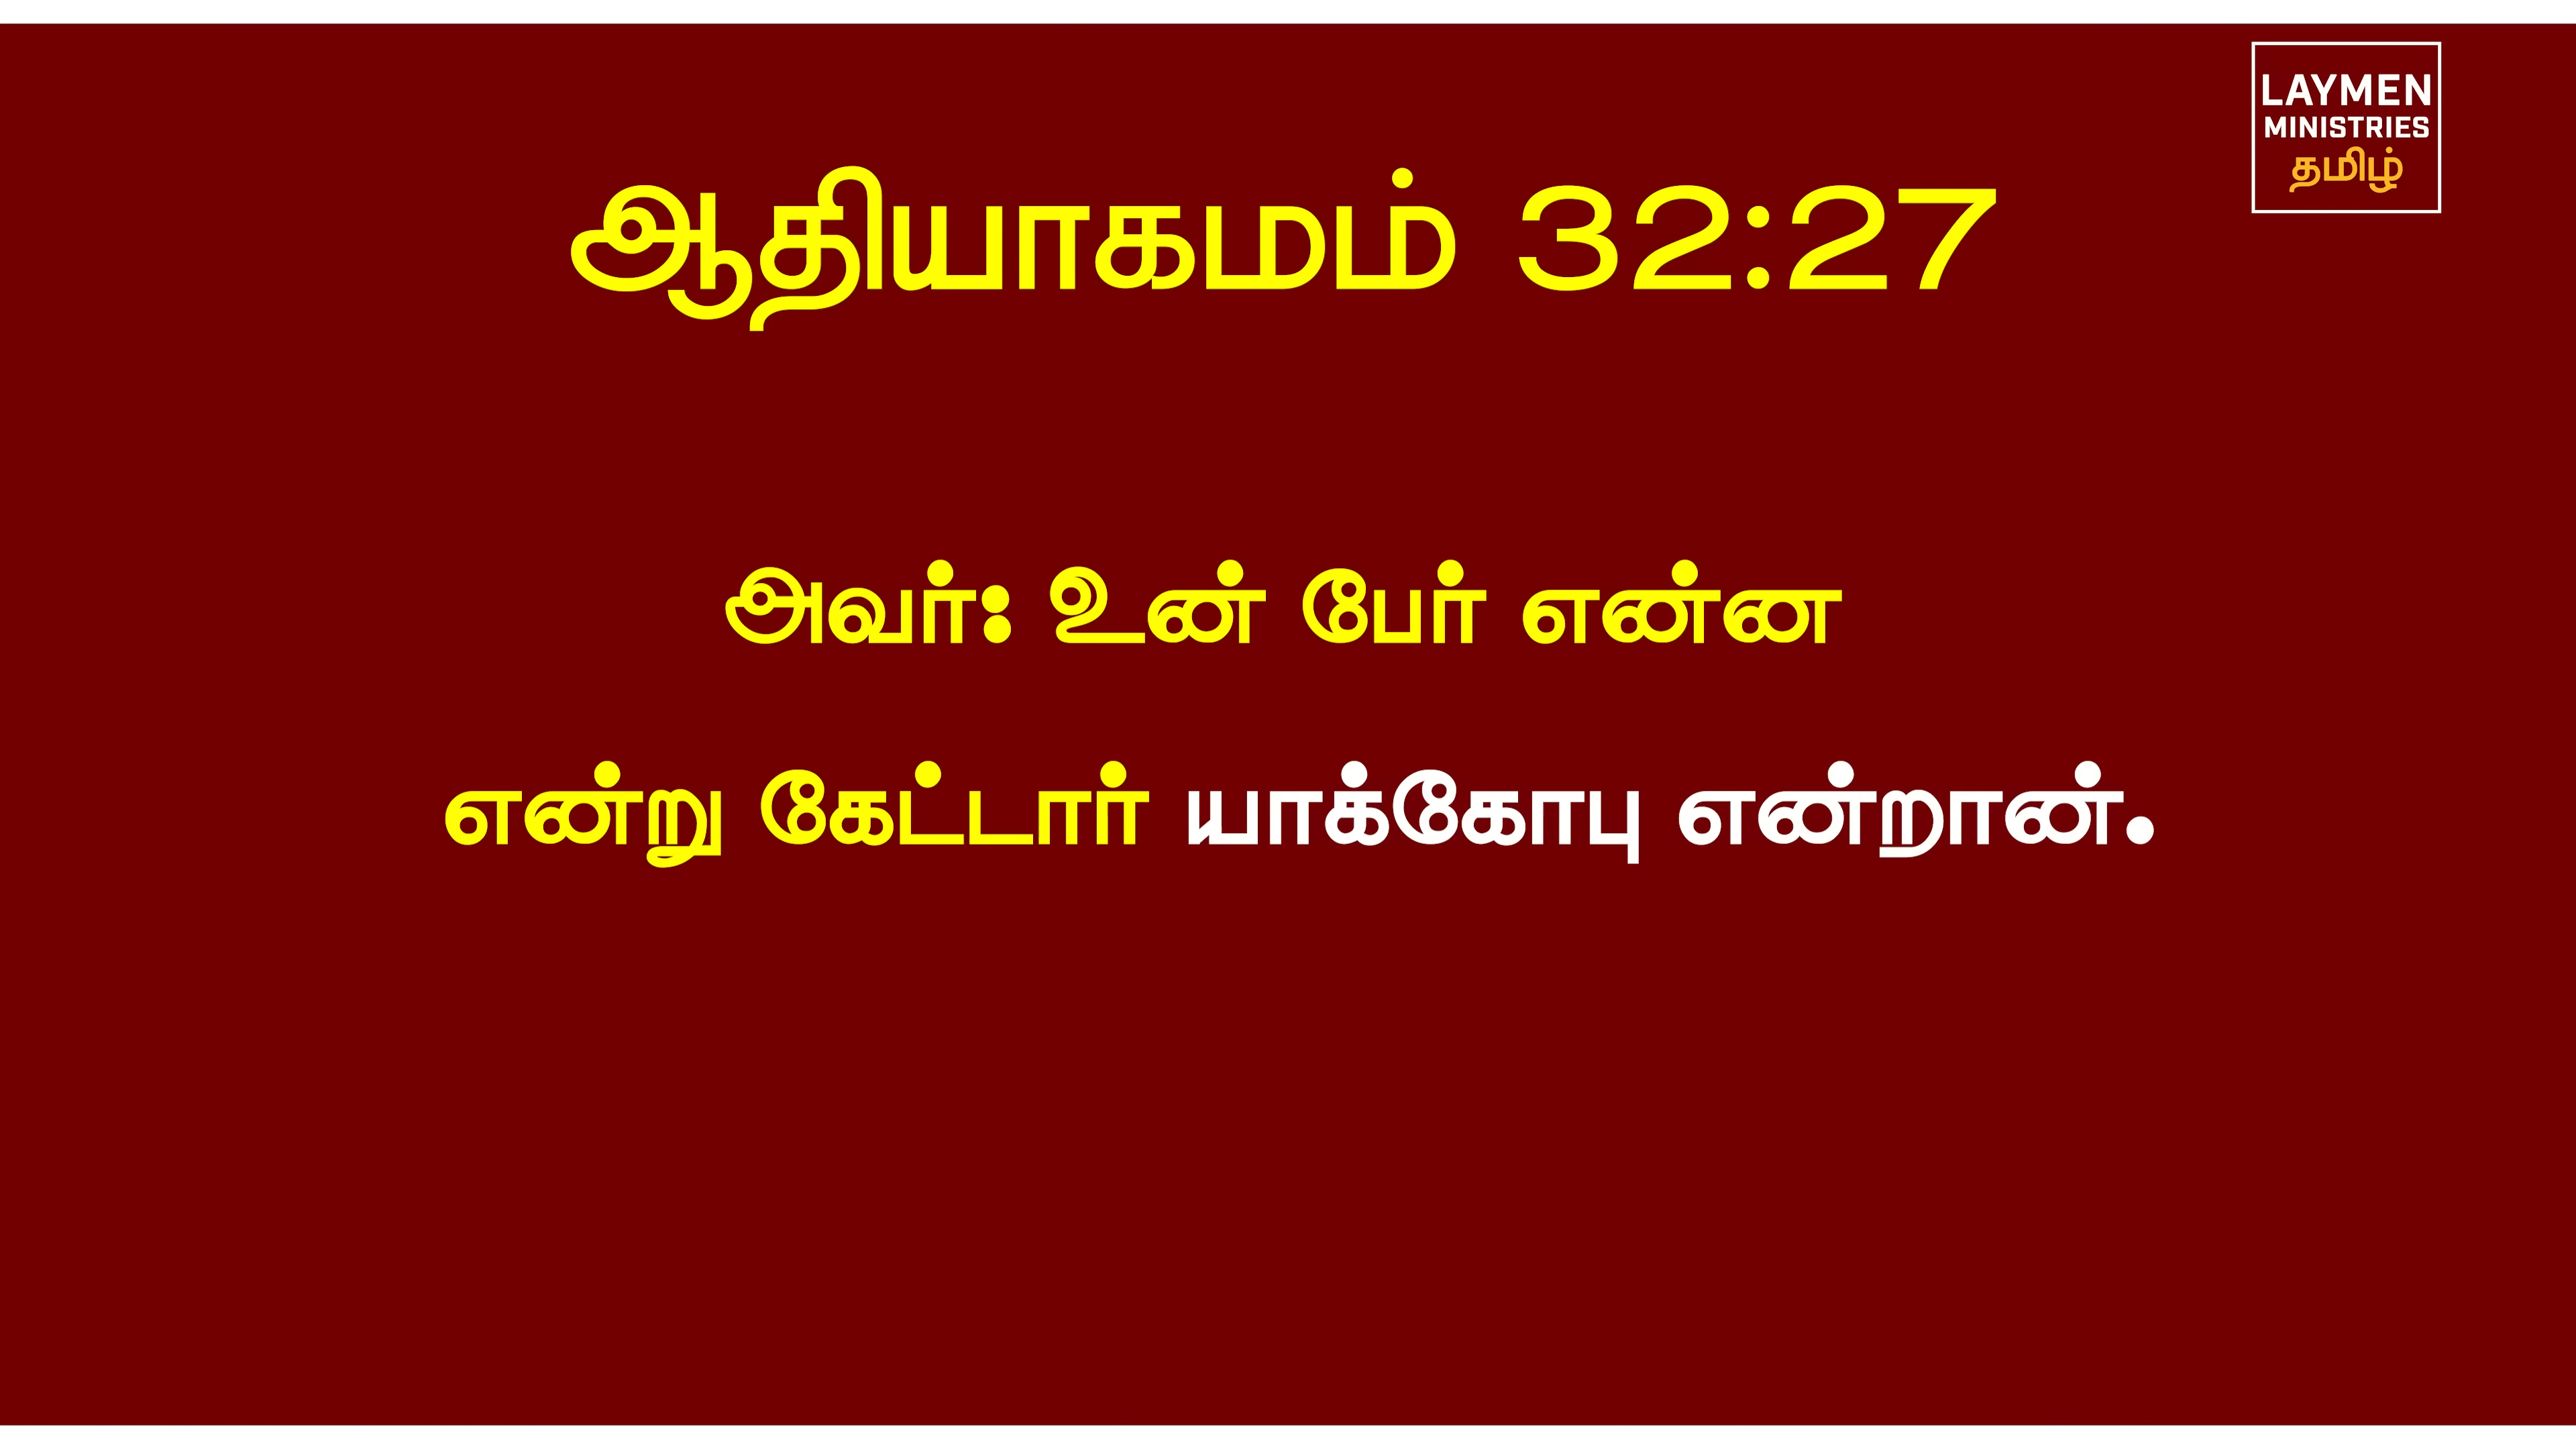 LAYMEN
MINISTRIES
தமிழ்
ஆதியாகமம் 32:27
அவர்: உன் பேர் என்ன
என்று கேட்டார் யாக்கோபு என்றான்.